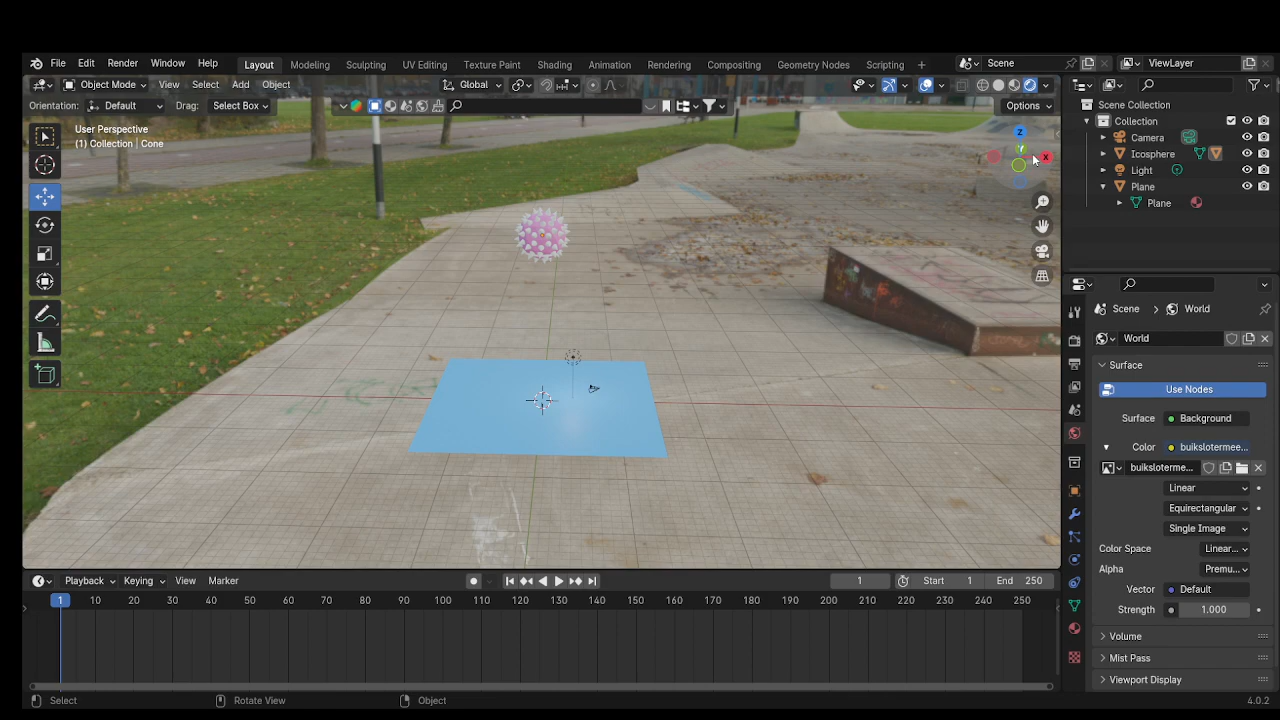 File Edit Render Window Help Layout Modeling Sculpting UV Editing Texture Paint Shading Animation Rendering Compositing Geometry Nodes Scripting + Scene ViewLayer
Object Mode View Select Add Object Global
Orientation: Default Drag: Select Box Options
User Perspective
(1) Collection | Cone
Z
Y
X
Scene Collection
Collection
Camera
Icosphere
Light
Plane
Plane
Scene > World
World
Surface
Use Nodes
Surface Background
Color buikslotermee...
buiksloterme...
Linear
Equirectangular
Single Image
Color Space Linear...
Alpha Premu...
Vector Default
Strength 1.000
Volume
Mist Pass
Viewport Display
Playback Keying View Marker 1 Start 1 End 250
1 10 20 30 40 50 60 70 80 90 100 110 120 130 140 150 160 170 180 190 200 210 220 230 240 250
Select Rotate View Object 4.0.2